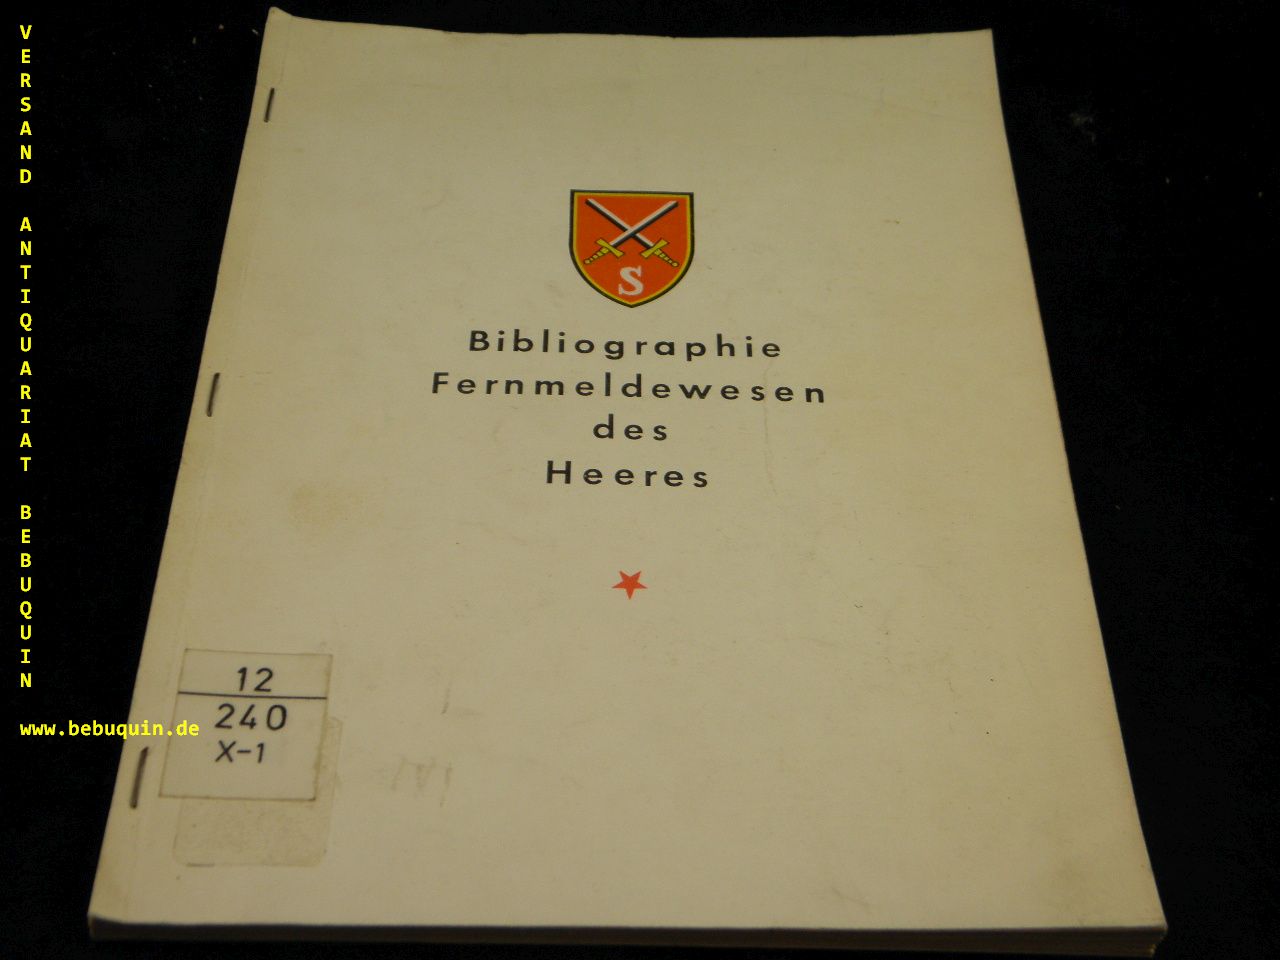 VERSAND ANTIQUARIAT BEBUQUIN
www.bebuquin.de
S
Bibliographie
Fernmeldewesen
des
Heeres
12
240
X-1